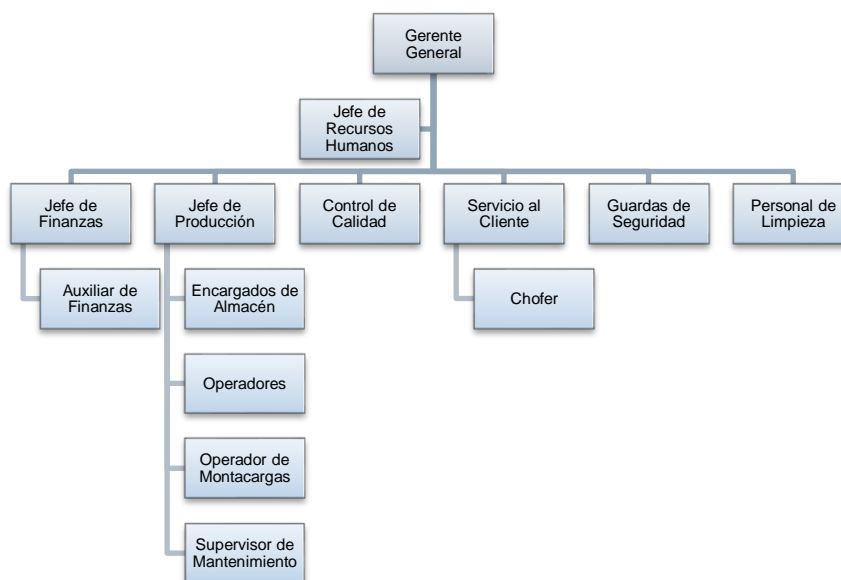 Gerente
General
Jefe de
Recursos
Humanos
Jefe de
Finanzas
Jefe de
Producción
Control de
Calidad
Servicio al
Cliente
Guardas de
Seguridad
Personal de
Limpieza
Auxiliar de
Finanzas
Encargados de
Almacén
Chofer
Operadores
Operador de
Montacargas
Supervisor de
Mantenimiento